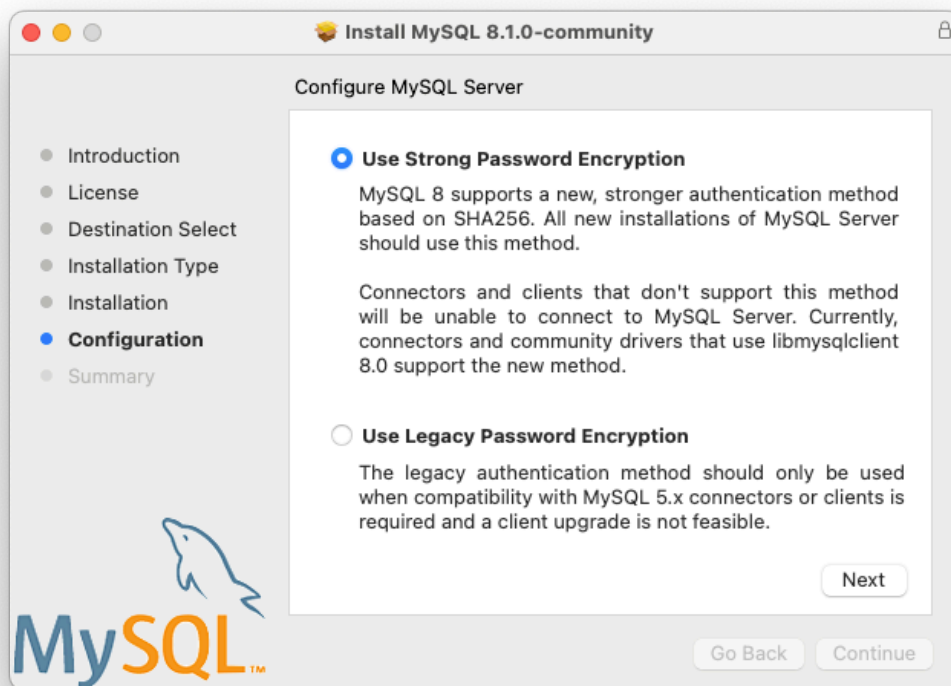 Install MySQL 8.1.0-community
Configure MySQL Server
Introduction
License
Destination Select
Installation Type
Installation
Configuration
Summary
Use Strong Password Encryption
MySQL 8 supports a new, stronger authentication method
based on SHA256. All new installations of MySQL Server
should use this method.
Connectors and clients that don't support this method
will be unable to connect to MySQL Server. Currently,
connectors and community drivers that use libmysqlclient
8.0 support the new method.
Use Legacy Password Encryption
The legacy authentication method should only be used
when compatibility with MySQL 5.x connectors or clients is
required and a client upgrade is not feasible.
Next
MySQL™
Go Back
Continue